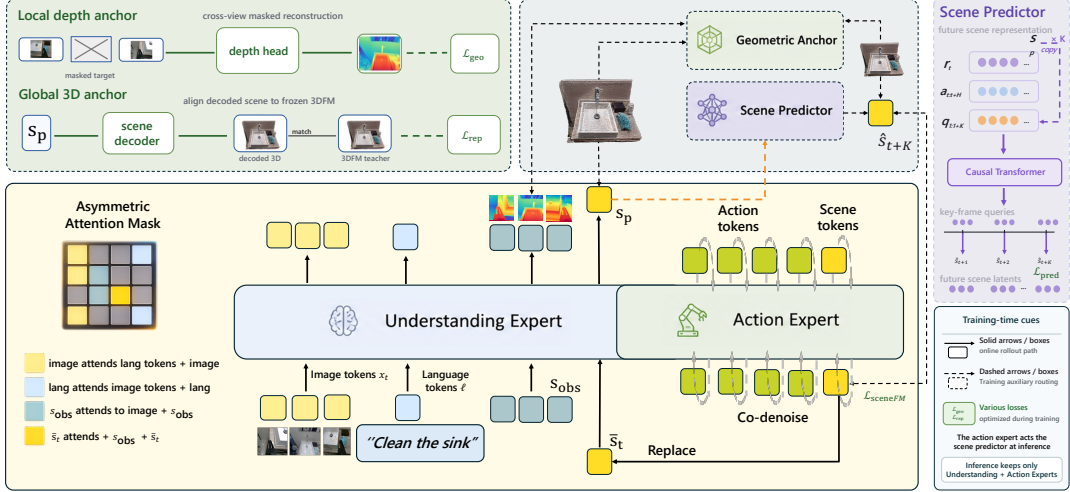 Local depth anchor
cross-view masked reconstruction
masked target
depth head
ℒgeo
Global 3D anchor
align decoded scene to frozen 3DFM
Sp
scene decoder
decoded 3D
match
3DFM teacher
ℒrep
Geometric Anchor
Scene Predictor
ŝt+K
Scene Predictor
future scene representation
S p × K
copy
rt
...
at:t+H
...
qt:t+K
...
Causal Transformer
key-frame queries
...
ŝt+1
ŝt+2
ŝt+K
ℒpred
future scene latents
...
Asymmetric
Attention Mask
image attends lang tokens + image
lang attends image tokens + lang
sobs attends to image + sobs
s̄t attends + sobs + s̄t
sp
Action
tokens
Scene
tokens
Understanding Expert
Action Expert
Image tokens xt
Language
tokens ℓ
sobs
"Clean the sink"
s̄t
Replace
Co-denoise
ℒsceneFM
Training-time cues
Solid arrows / boxes
online rollout path
Dashed arrows / boxes
Training auxiliary routing
ℒgeo
ℒrep
Various losses
optimized during training
The action expert acts the
scene predictor at inference
Inference keeps only
Understanding + Action Experts